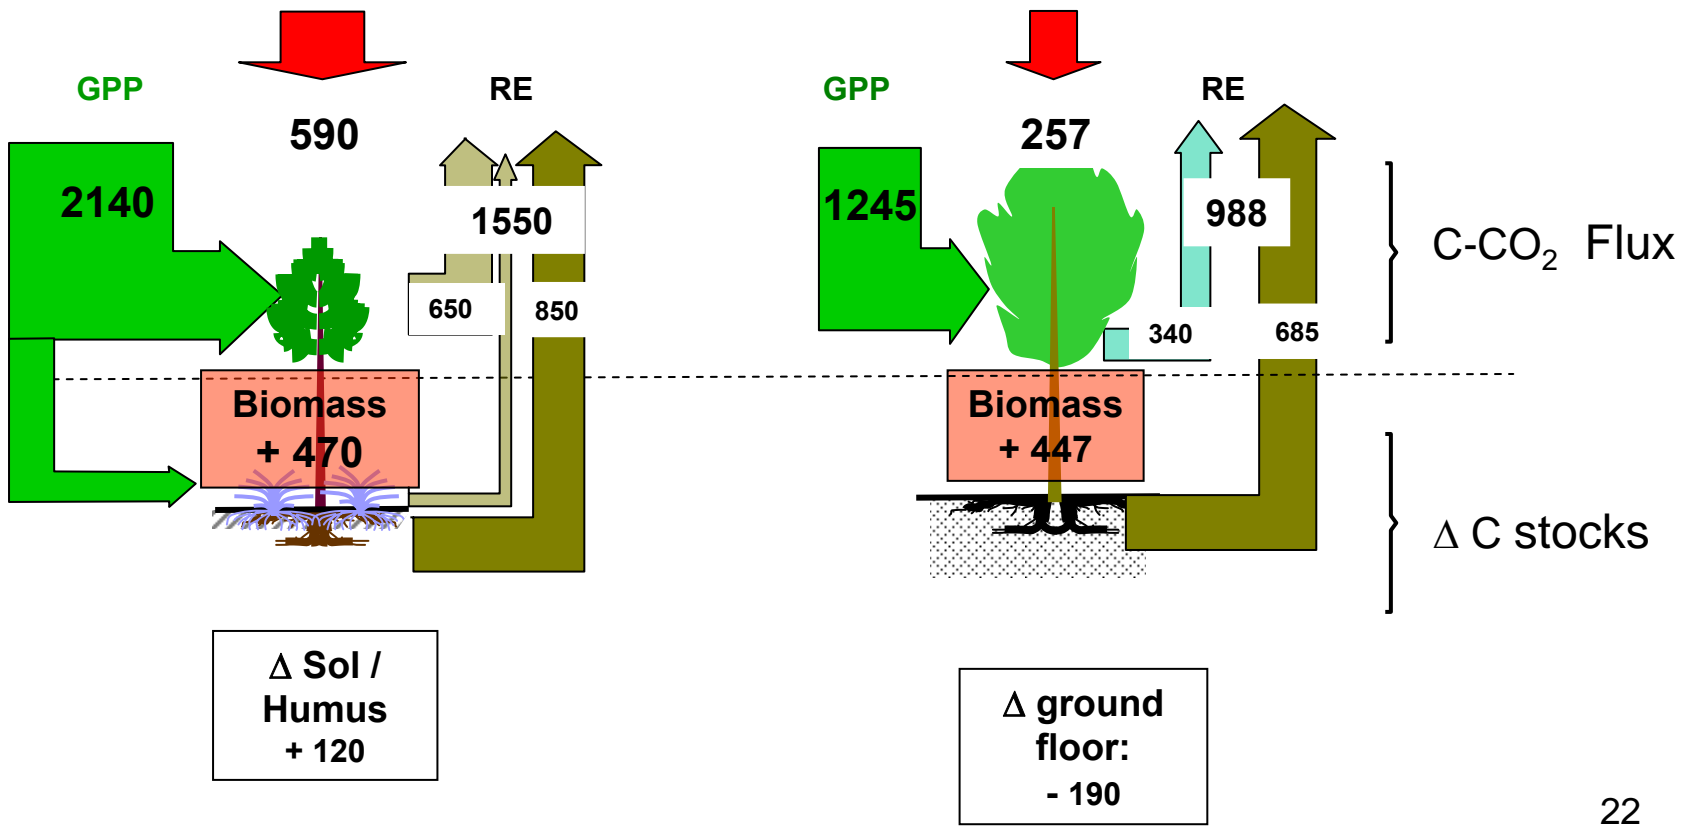 GPP
RE
590
2140
1550
650
850
Biomass
+ 470
Δ Sol /
Humus
+ 120
GPP
RE
257
1245
988
340
685
Biomass
+ 447
Δ ground
floor:
- 190
C-CO₂ Flux
Δ C stocks
22